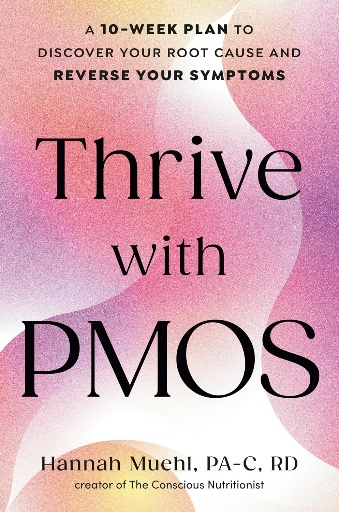 A 10-WEEK PLAN TO
DISCOVER YOUR ROOT CAUSE AND
REVERSE YOUR SYMPTOMS
Thrive
with
PMOS
Hannah Muehl, PA-C, RD
creator of The Conscious Nutritionist